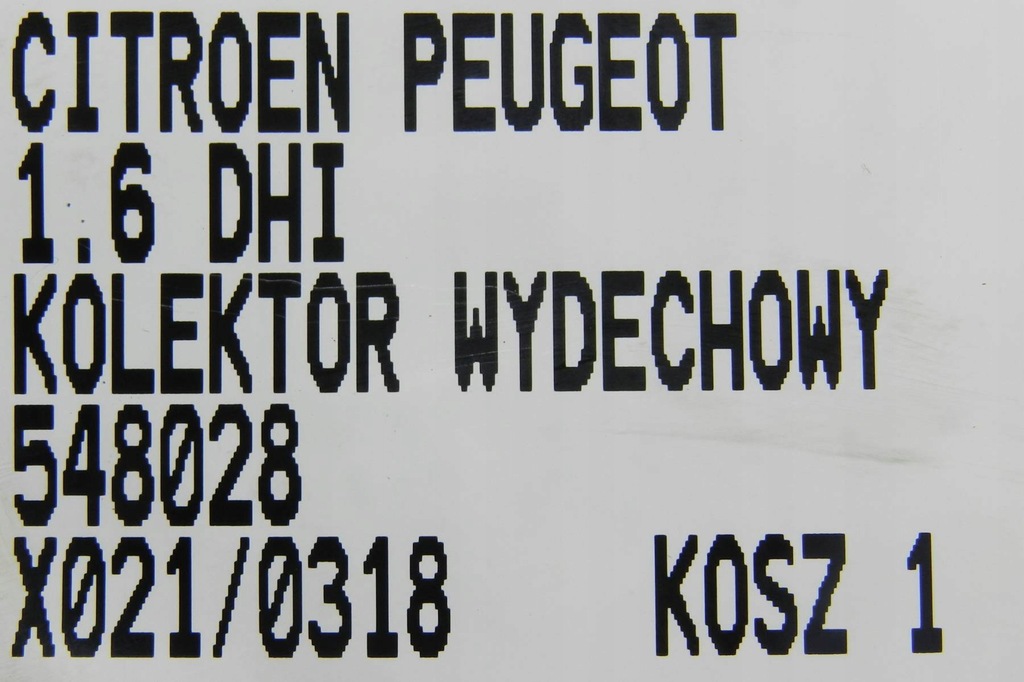 CITROEN PEUGEOT
1.6 DHI
KOLEKTOR WYDECHOWY
548028
X021/0318 KOSZ 1